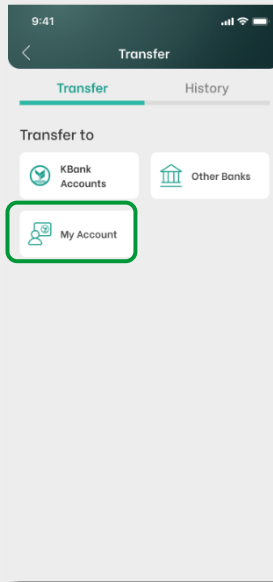 9:41
Transfer
Transfer History
Transfer to
KBank
Accounts
Other Banks
My Account